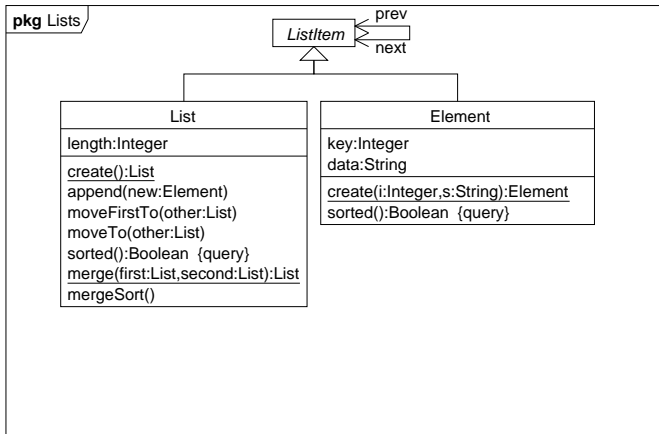 pkg Lists
prev
ListItem
next
List
length:Integer
create():List
append(new:Element)
moveFirstTo(other:List)
moveTo(other:List)
sorted():Boolean {query}
merge(first:List,second:List):List
mergeSort()
Element
key:Integer
data:String
create(i:Integer,s:String):Element
sorted():Boolean {query}